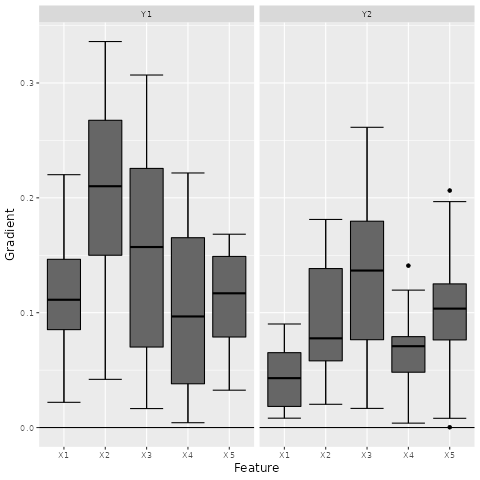 Y1 Y2
Gradient
0.3
0.2
0.1
0.0
X1 X2 X3 X4 X5 X1 X2 X3 X4 X5
Feature